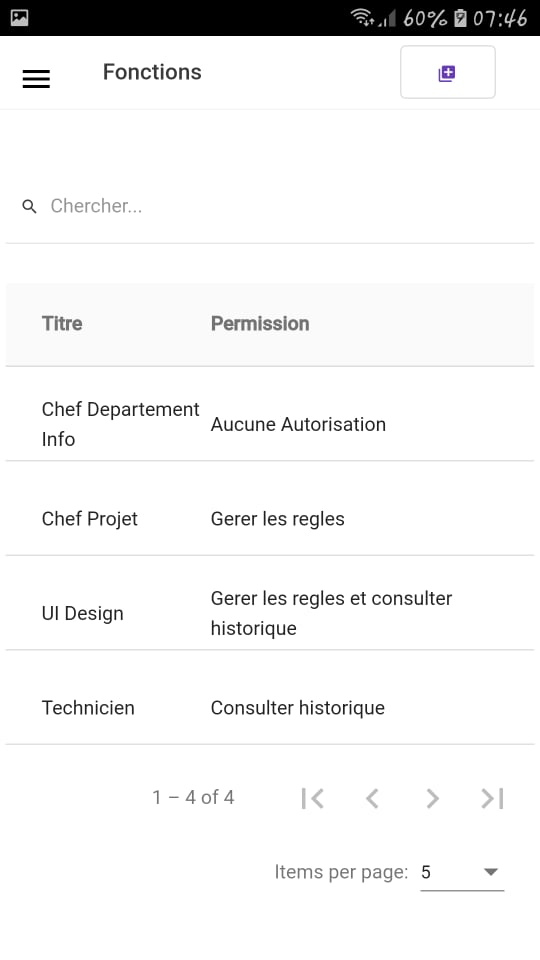 60% 07:46
Fonctions
Chercher...
Titre Permission
Chef Departement
Info
Aucune Autorisation
Chef Projet Gerer les regles
UI Design
Gerer les regles et consulter
historique
Technicien Consulter historique
1 – 4 of 4
Items per page: 5